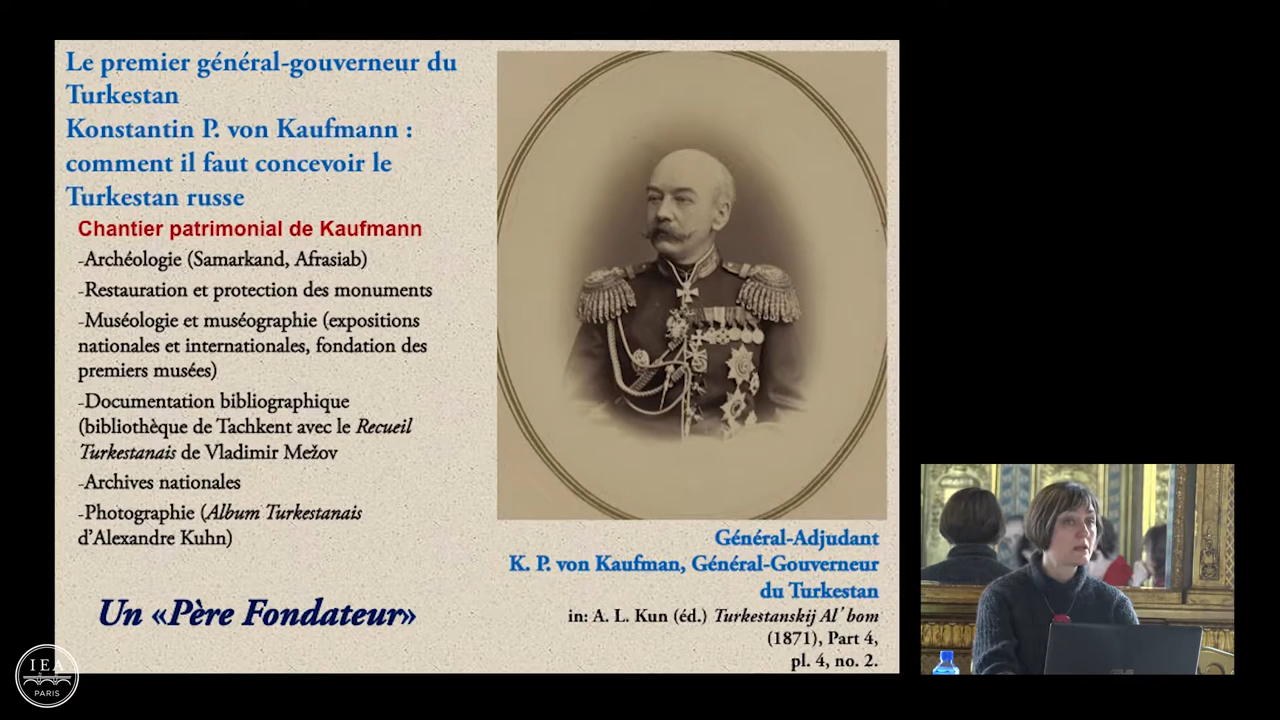 Le premier général-gouverneur du
Turkestan
Konstantin P. von Kaufmann :
comment il faut concevoir le
Turkestan russe
Chantier patrimonial de Kaufmann
-Archéologie (Samarkand, Afrasiab)
-Restauration et protection des monuments
-Muséologie et muséographie (expositions
nationales et internationales, fondation des
premiers musées)
-Documentation bibliographique
(bibliothèque de Tachkent avec le Recueil
Turkestanais de Vladimir Mežov
-Archives nationales
-Photographie (Album Turkestanais
d'Alexandre Kuhn)
Un «Père Fondateur»
Général-Adjudant
K. P. von Kaufman, Général-Gouverneur
du Turkestan
in: A. L. Kun (éd.) Turkestanskij Al'bom
(1871), Part 4,
pl. 4, no. 2.
IEA
PARIS